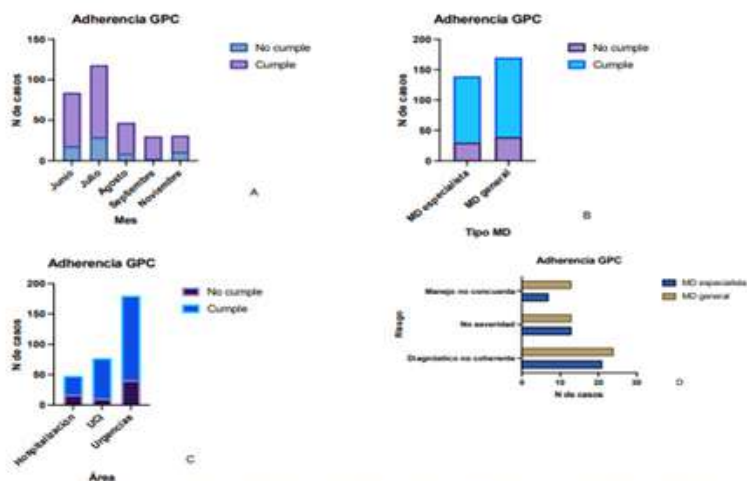 Adherencia GPC
No cumple
Cumple
150
100
50
0
N de casos
Junio
Julio
Agosto
Septiembre
Noviembre
Mes
A
Adherencia GPC
No cumple
Cumple
200
150
100
50
0
N de casos
MD especialista
MD general
Tipo MD
B
Adherencia GPC
No cumple
Cumple
200
150
100
50
0
N de casos
Hospitalizacion
UCI
Urgencias
Área
C
Adherencia GPC
MD especialista
MD general
Manejo no concuerda
No severidad
Diagnóstico no coherente
Riesgo
0 10 20 30
N de casos
D